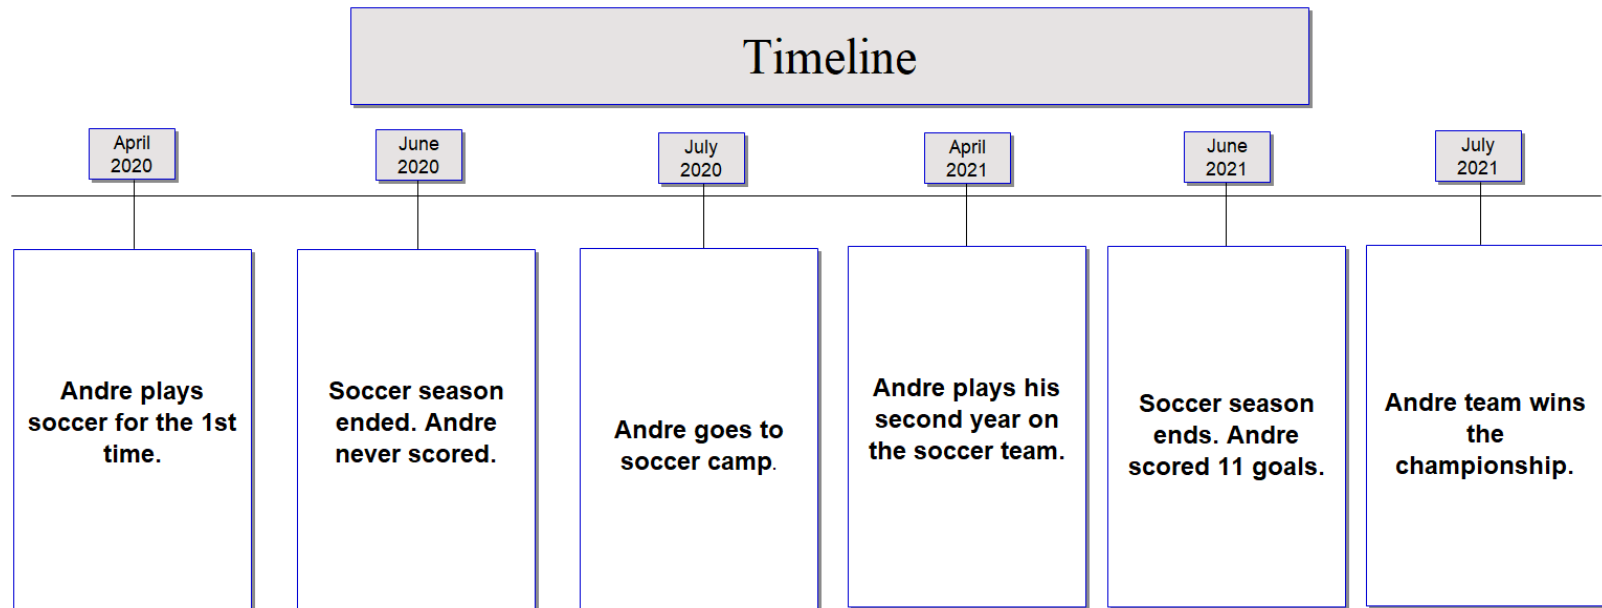 Timeline
April
2020
June
2020
July
2020
April
2021
June
2021
July
2021
Andre plays
soccer for the 1st
time.
Soccer season
ended. Andre
never scored.
Andre goes to
soccer camp.
Andre plays his
second year on
the soccer team.
Soccer season
ends. Andre
scored 11 goals.
Andre team wins
the
championship.